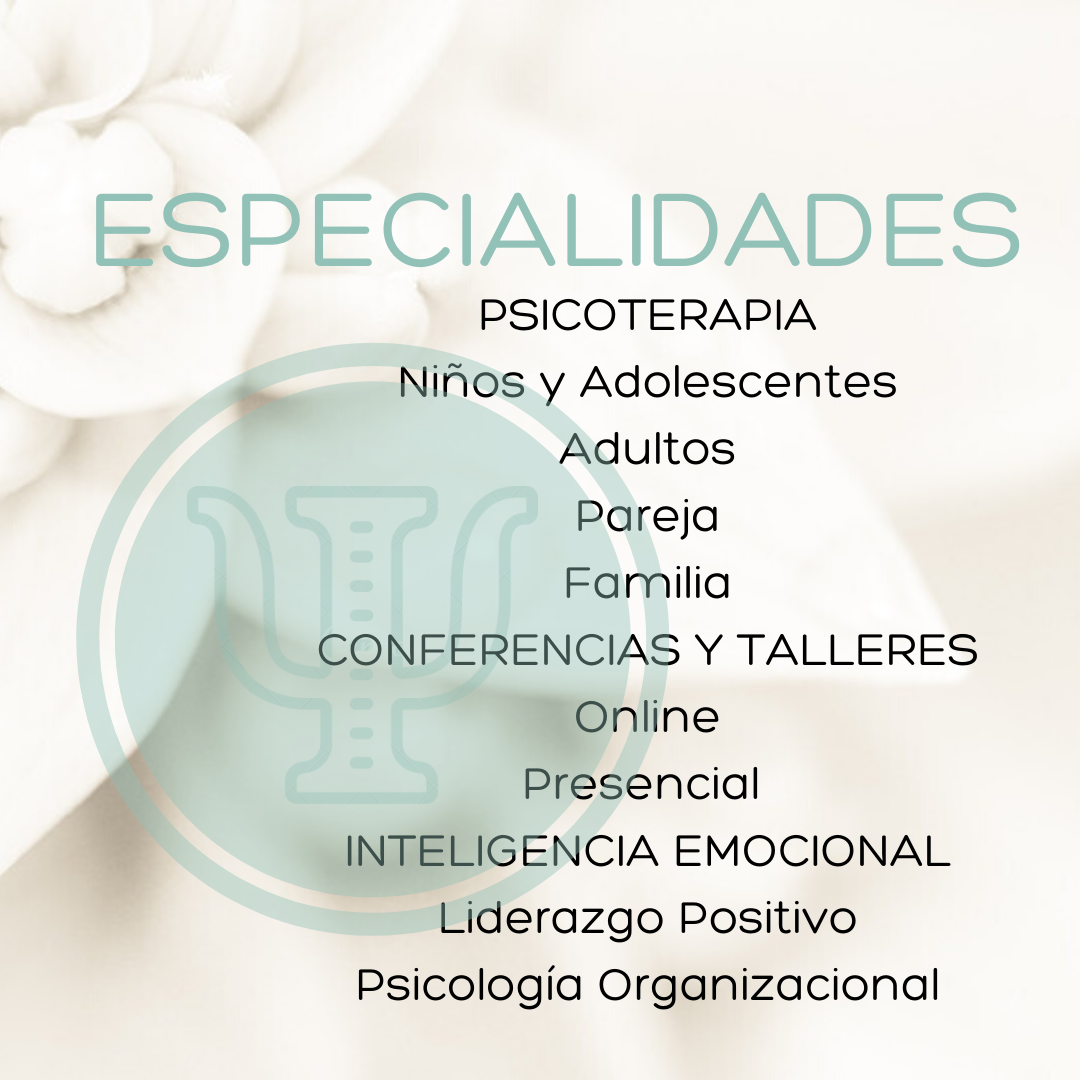 ESPECIALIDADES
PSICOTERAPIA
Niños y Adolescentes
Adultos
Pareja
Familia
CONFERENCIAS Y TALLERES
Online
Presencial
INTELIGENCIA EMOCIONAL
Liderazgo Positivo
Psicología Organizacional